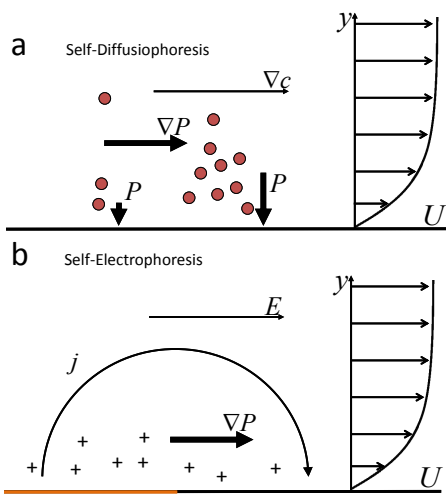 a
Self-Diffusiophoresis
y
∇c
∇P
P
P
U
b
Self-Electrophoresis
y
E
j
∇P
+ + + + + + + + +
U